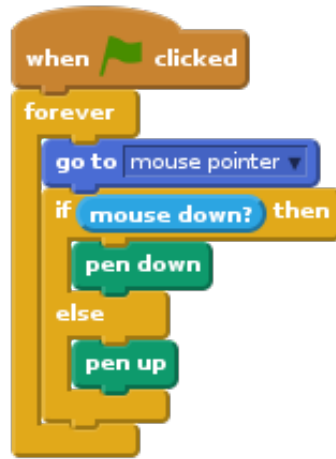 when clicked
forever
go to mouse pointer
if mouse down? then
pen down
else
pen up